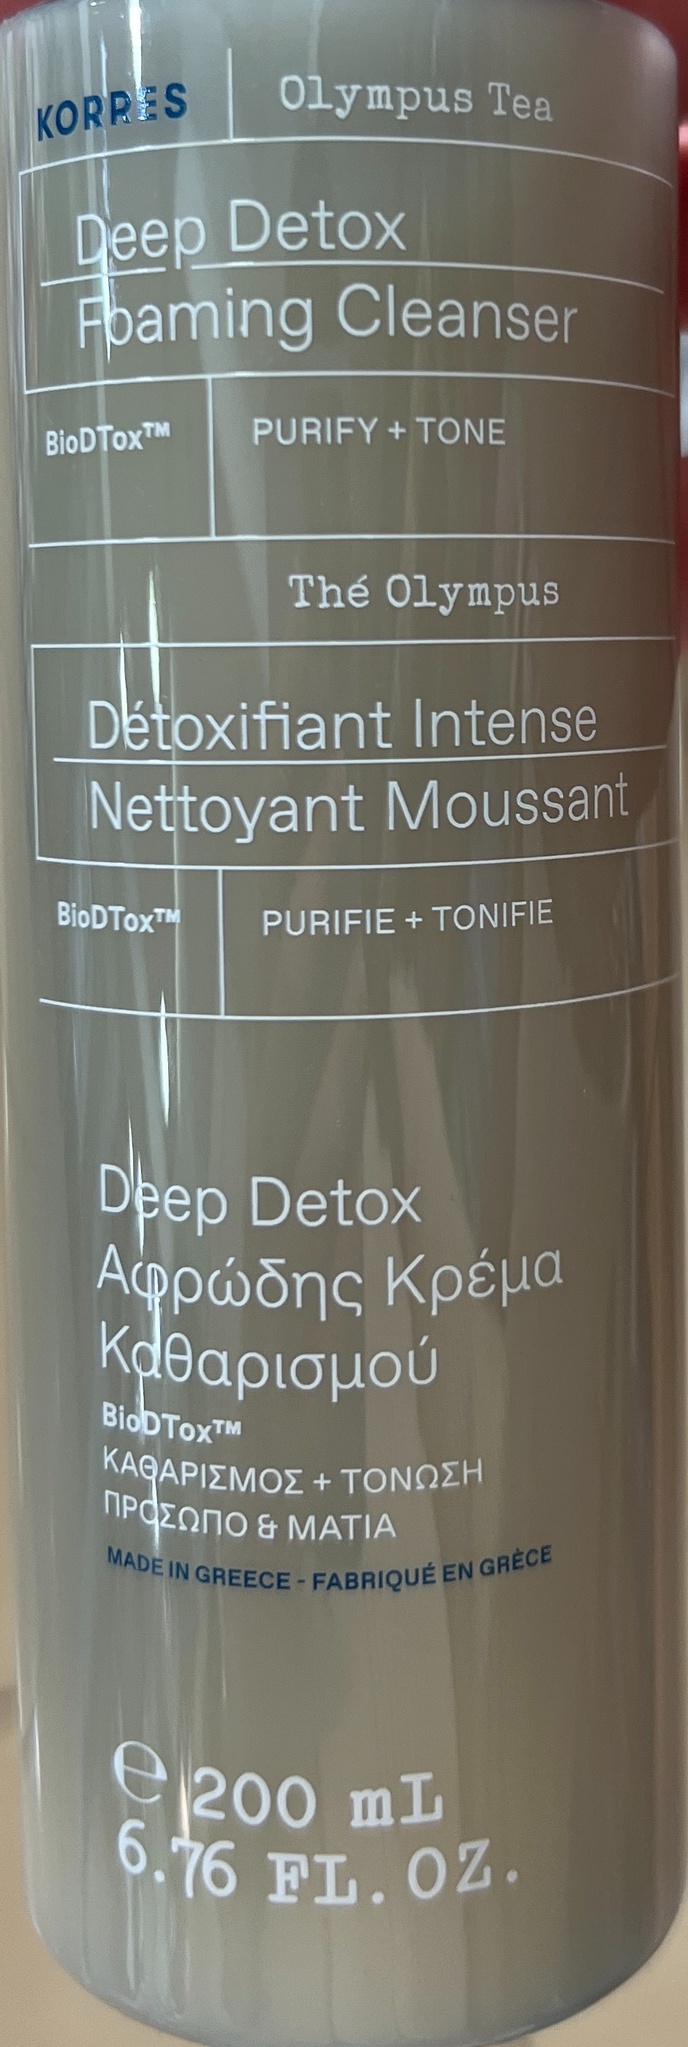 KORRES Olympus Tea
Deep Detox
Foaming Cleanser
BioDTox™ PURIFY + TONE
Thé Olympus
Détoxifiant Intense
Nettoyant Moussant
BioDTox™ PURIFIE + TONIFIE
Deep Detox
Αφρώδης Κρέμα
Καθαρισμού
BioDTox™
ΚΑΘΑΡΙΣΜΟΣ + ΤΟΝΩΣΗ
ΠΡΟΣΩΠΟ & ΜΑΤΙΑ
MADE IN GREECE - FABRIQUÉ EN GRÈCE
℮ 200 mL
6.76 FL. OZ.